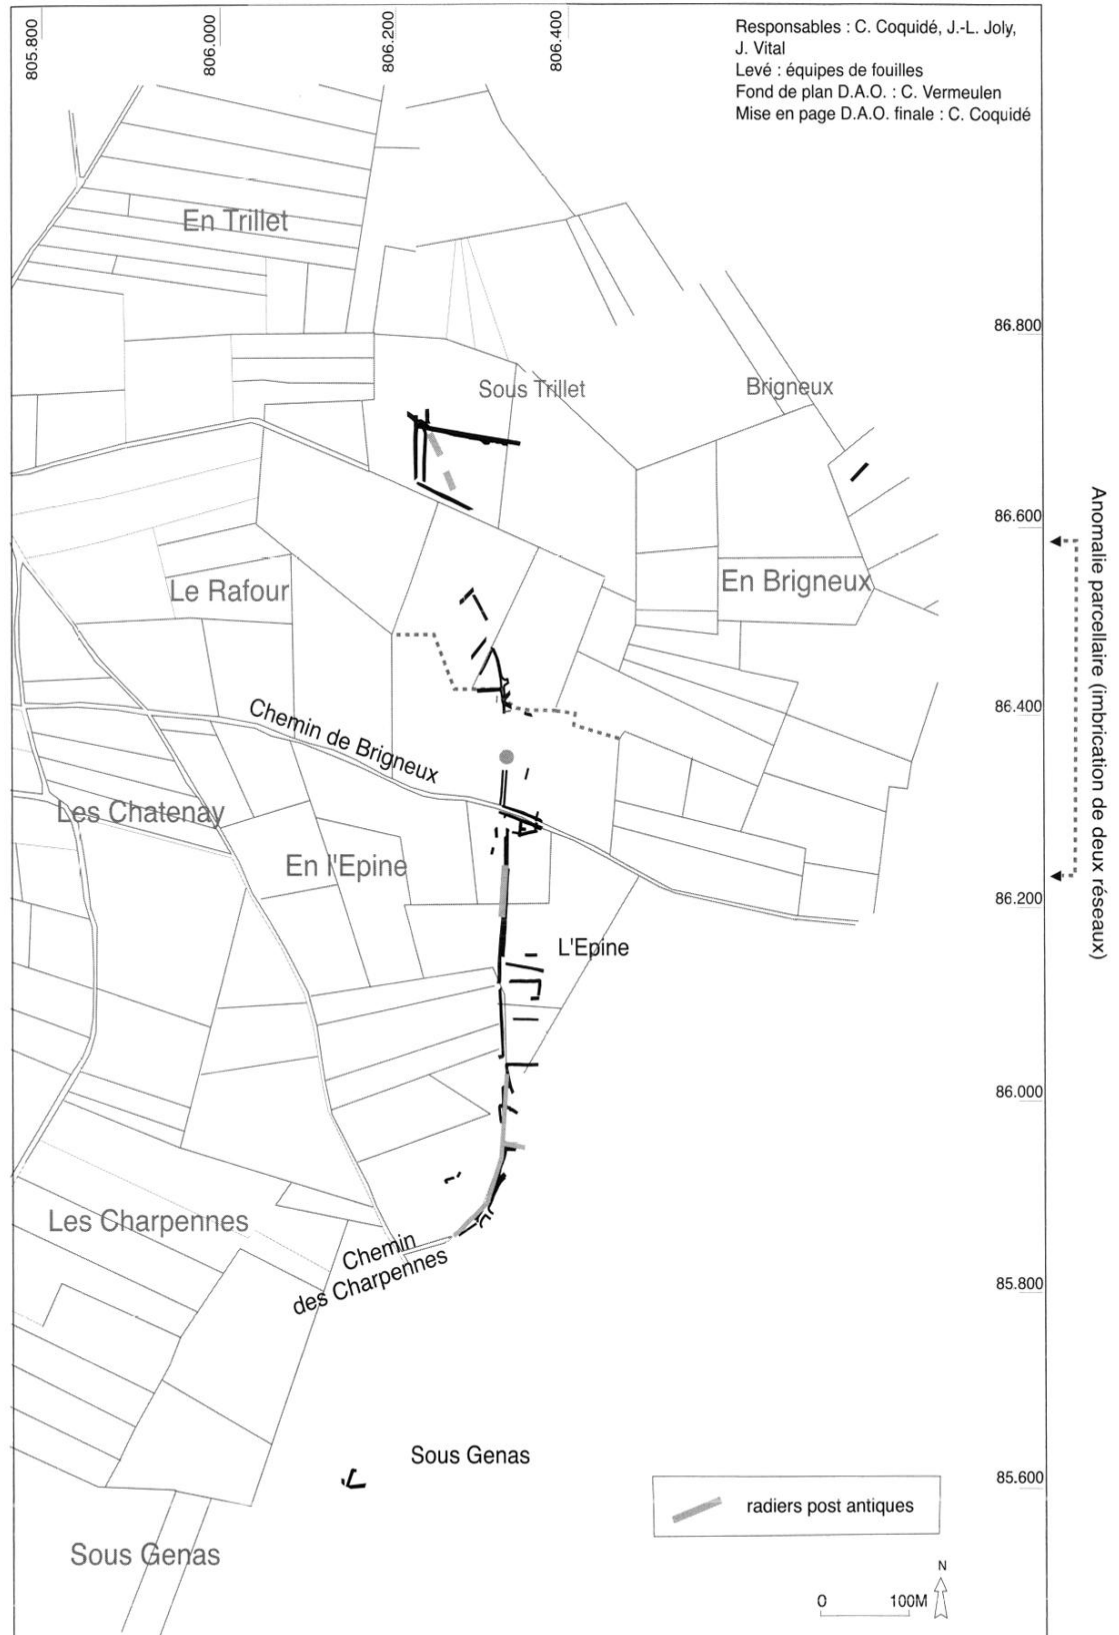 805.800
806.000
806.200
806.400
Responsables : C. Coquidé, J.-L. Joly,
J. Vital
Levé : équipes de fouilles
Fond de plan D.A.O. : C. Vermeulen
Mise en page D.A.O. finale : C. Coquidé
En Trillet
86.800
Sous Trillet
Brigneux
86.600
Le Rafour
En Brigneux
Anomalie parcellaire (imbrication de deux réseaux)
86.400
Chemin de Brigneux
Les Chatenay
En l'Epine
86.200
L'Epine
86.000
Les Charpennes
Chemin
des Charpennes
85.800
Sous Genas
85.600
radiers post antiques
Sous Genas
N
0 100M